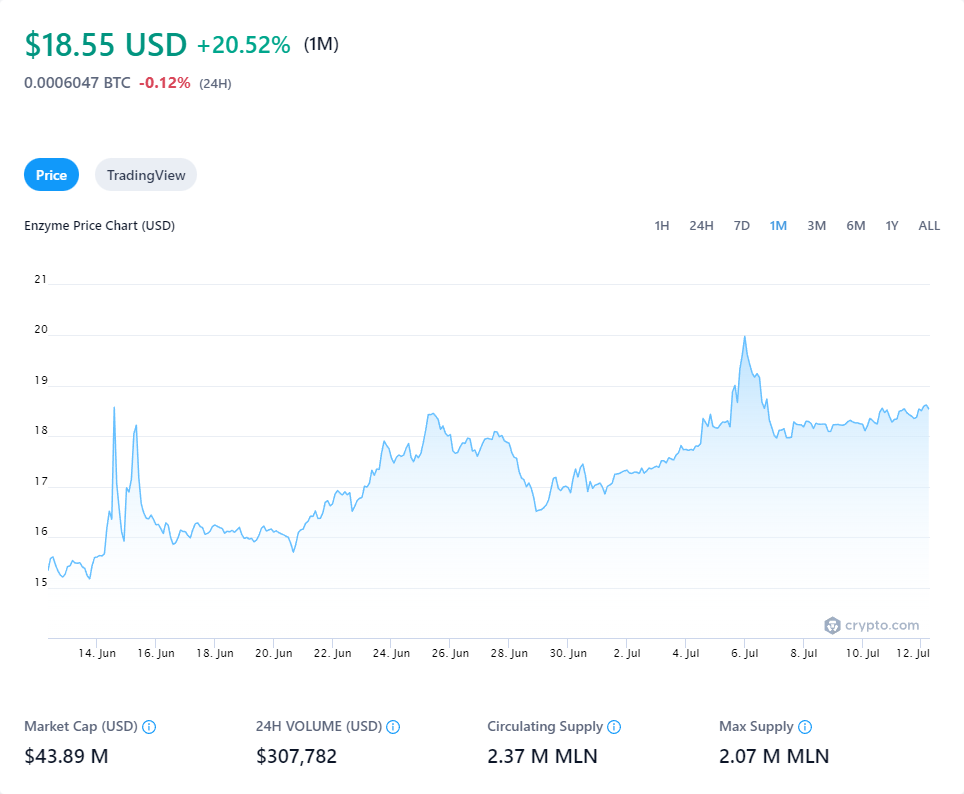 $18.55 USD +20.52% (1M)
0.0006047 BTC -0.12% (24H)
Price TradingView
Enzyme Price Chart (USD) 1H 24H 7D 1M 3M 6M 1Y ALL
21
20
19
18
17
16
15
crypto.com
14. Jun 16. Jun 18. Jun 20. Jun 22. Jun 24. Jun 26. Jun 28. Jun 30. Jun 2. Jul 4. Jul 6. Jul 8. Jul 10. Jul 12. Jul
Market Cap (USD) 24H VOLUME (USD) Circulating Supply Max Supply
$43.89 M $307,782 2.37 M MLN 2.07 M MLN